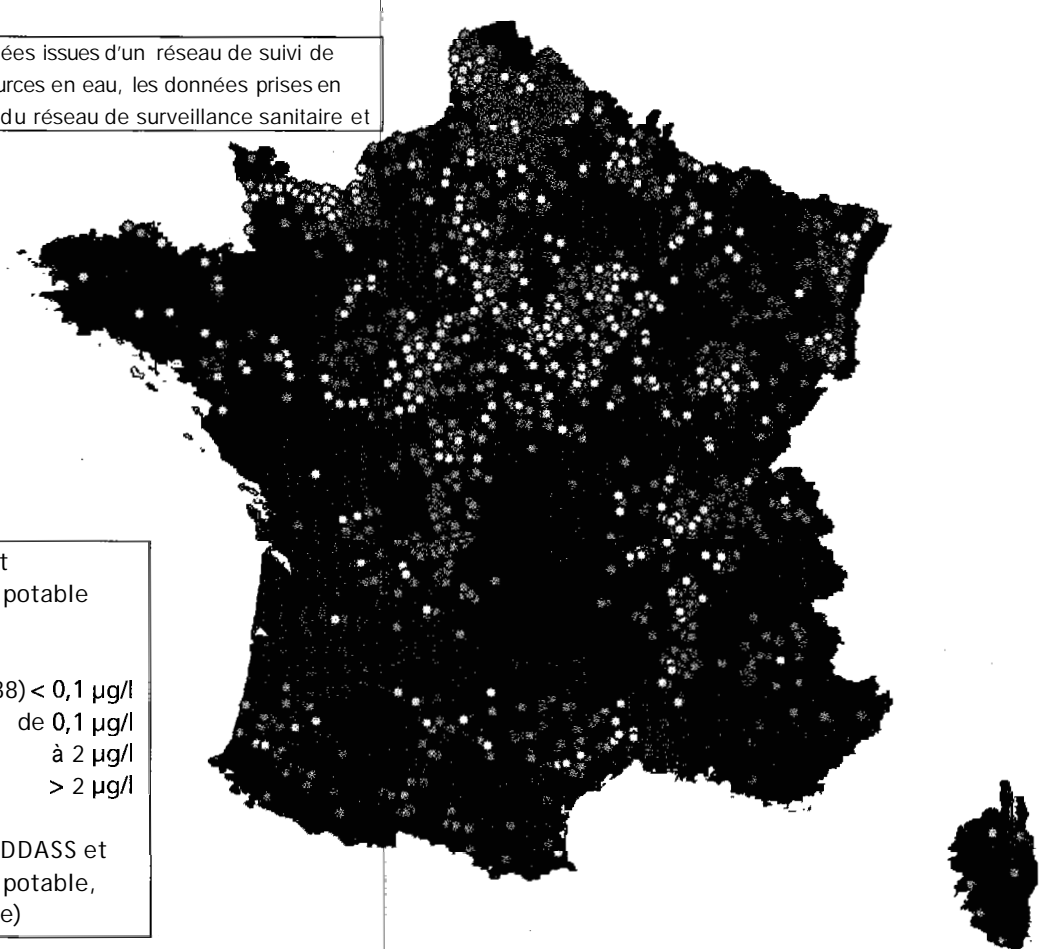 ées issues d'un réseau de suivi de
urces en eau, les données prises en
du réseau de surveillance sanitaire et
t
potable
38) < 0,1 µg/l
de 0,1 µg/l
à 2 µg/l
> 2 µg/l
DDASS et
potable,
e)